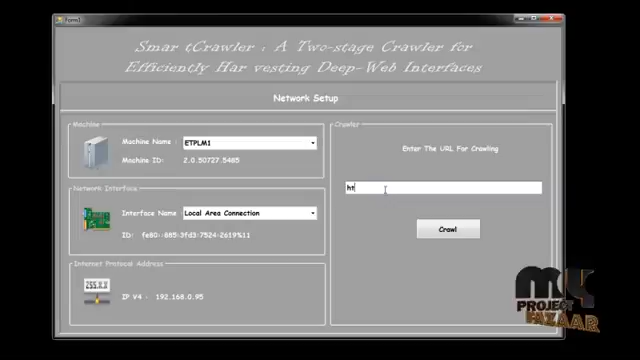 Form1
Smar tCrawler : A Two-stage Crawler for
Efficiently Har vesting Deep-Web Interfaces
Network Setup
Machine
Machine Name :
ETPLM1
Machine ID:
2.0.50727.5485
Network Interface
Interface Name
Local Area Connection
ID:
fe80::885:3fd3:7524:2619%11
Internet Protocol Address
255.X.X
IP V4 :
192.168.0.95
Crawler
Enter The URL For Crawling
ht
Crawl
PROJECT